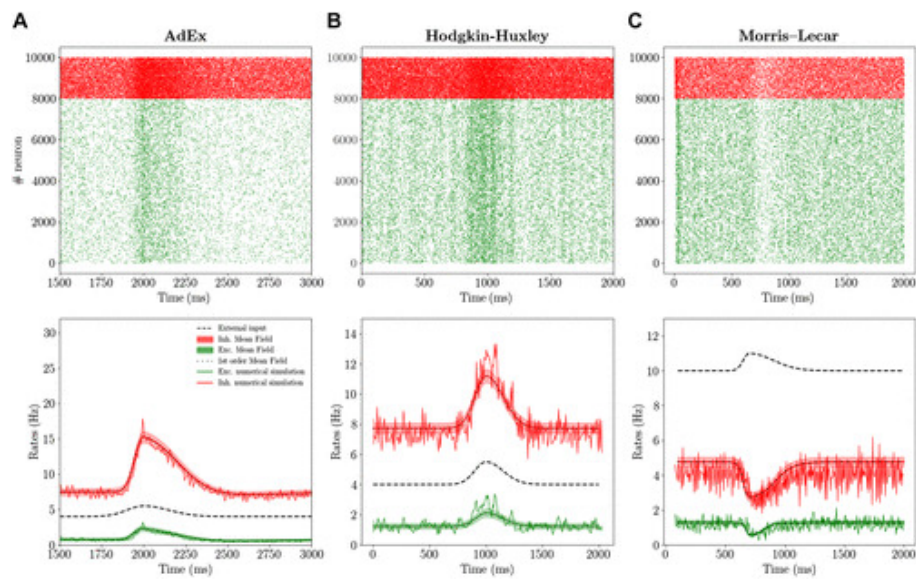 A B C
AdEx Hodgkin-Huxley Morris–Lecar
10000
8000
6000
4000
2000
0
# neuron
1500 1750 2000 2250 2500 2750 3000
Time (ms)
10000
8000
6000
4000
2000
0
0 500 1000 1500 2000
Time (ms)
10000
8000
6000
4000
2000
0
0 500 1000 1500 2000
Time (ms)
30
25
20
15
10
5
0
Rates (Hz)
External input
Inh. Mean Field
Exc. Mean Field
1st order Mean Field
Exc. numerical simulation
Inh. numerical simulation
1500 1750 2000 2250 2500 2750 3000
Time (ms)
14
12
10
8
6
4
2
0
Rates (Hz)
0 500 1000 1500 2000
Time (ms)
12
10
8
6
4
2
0
Rates (Hz)
0 500 1000 1500 2000
Time (ms)